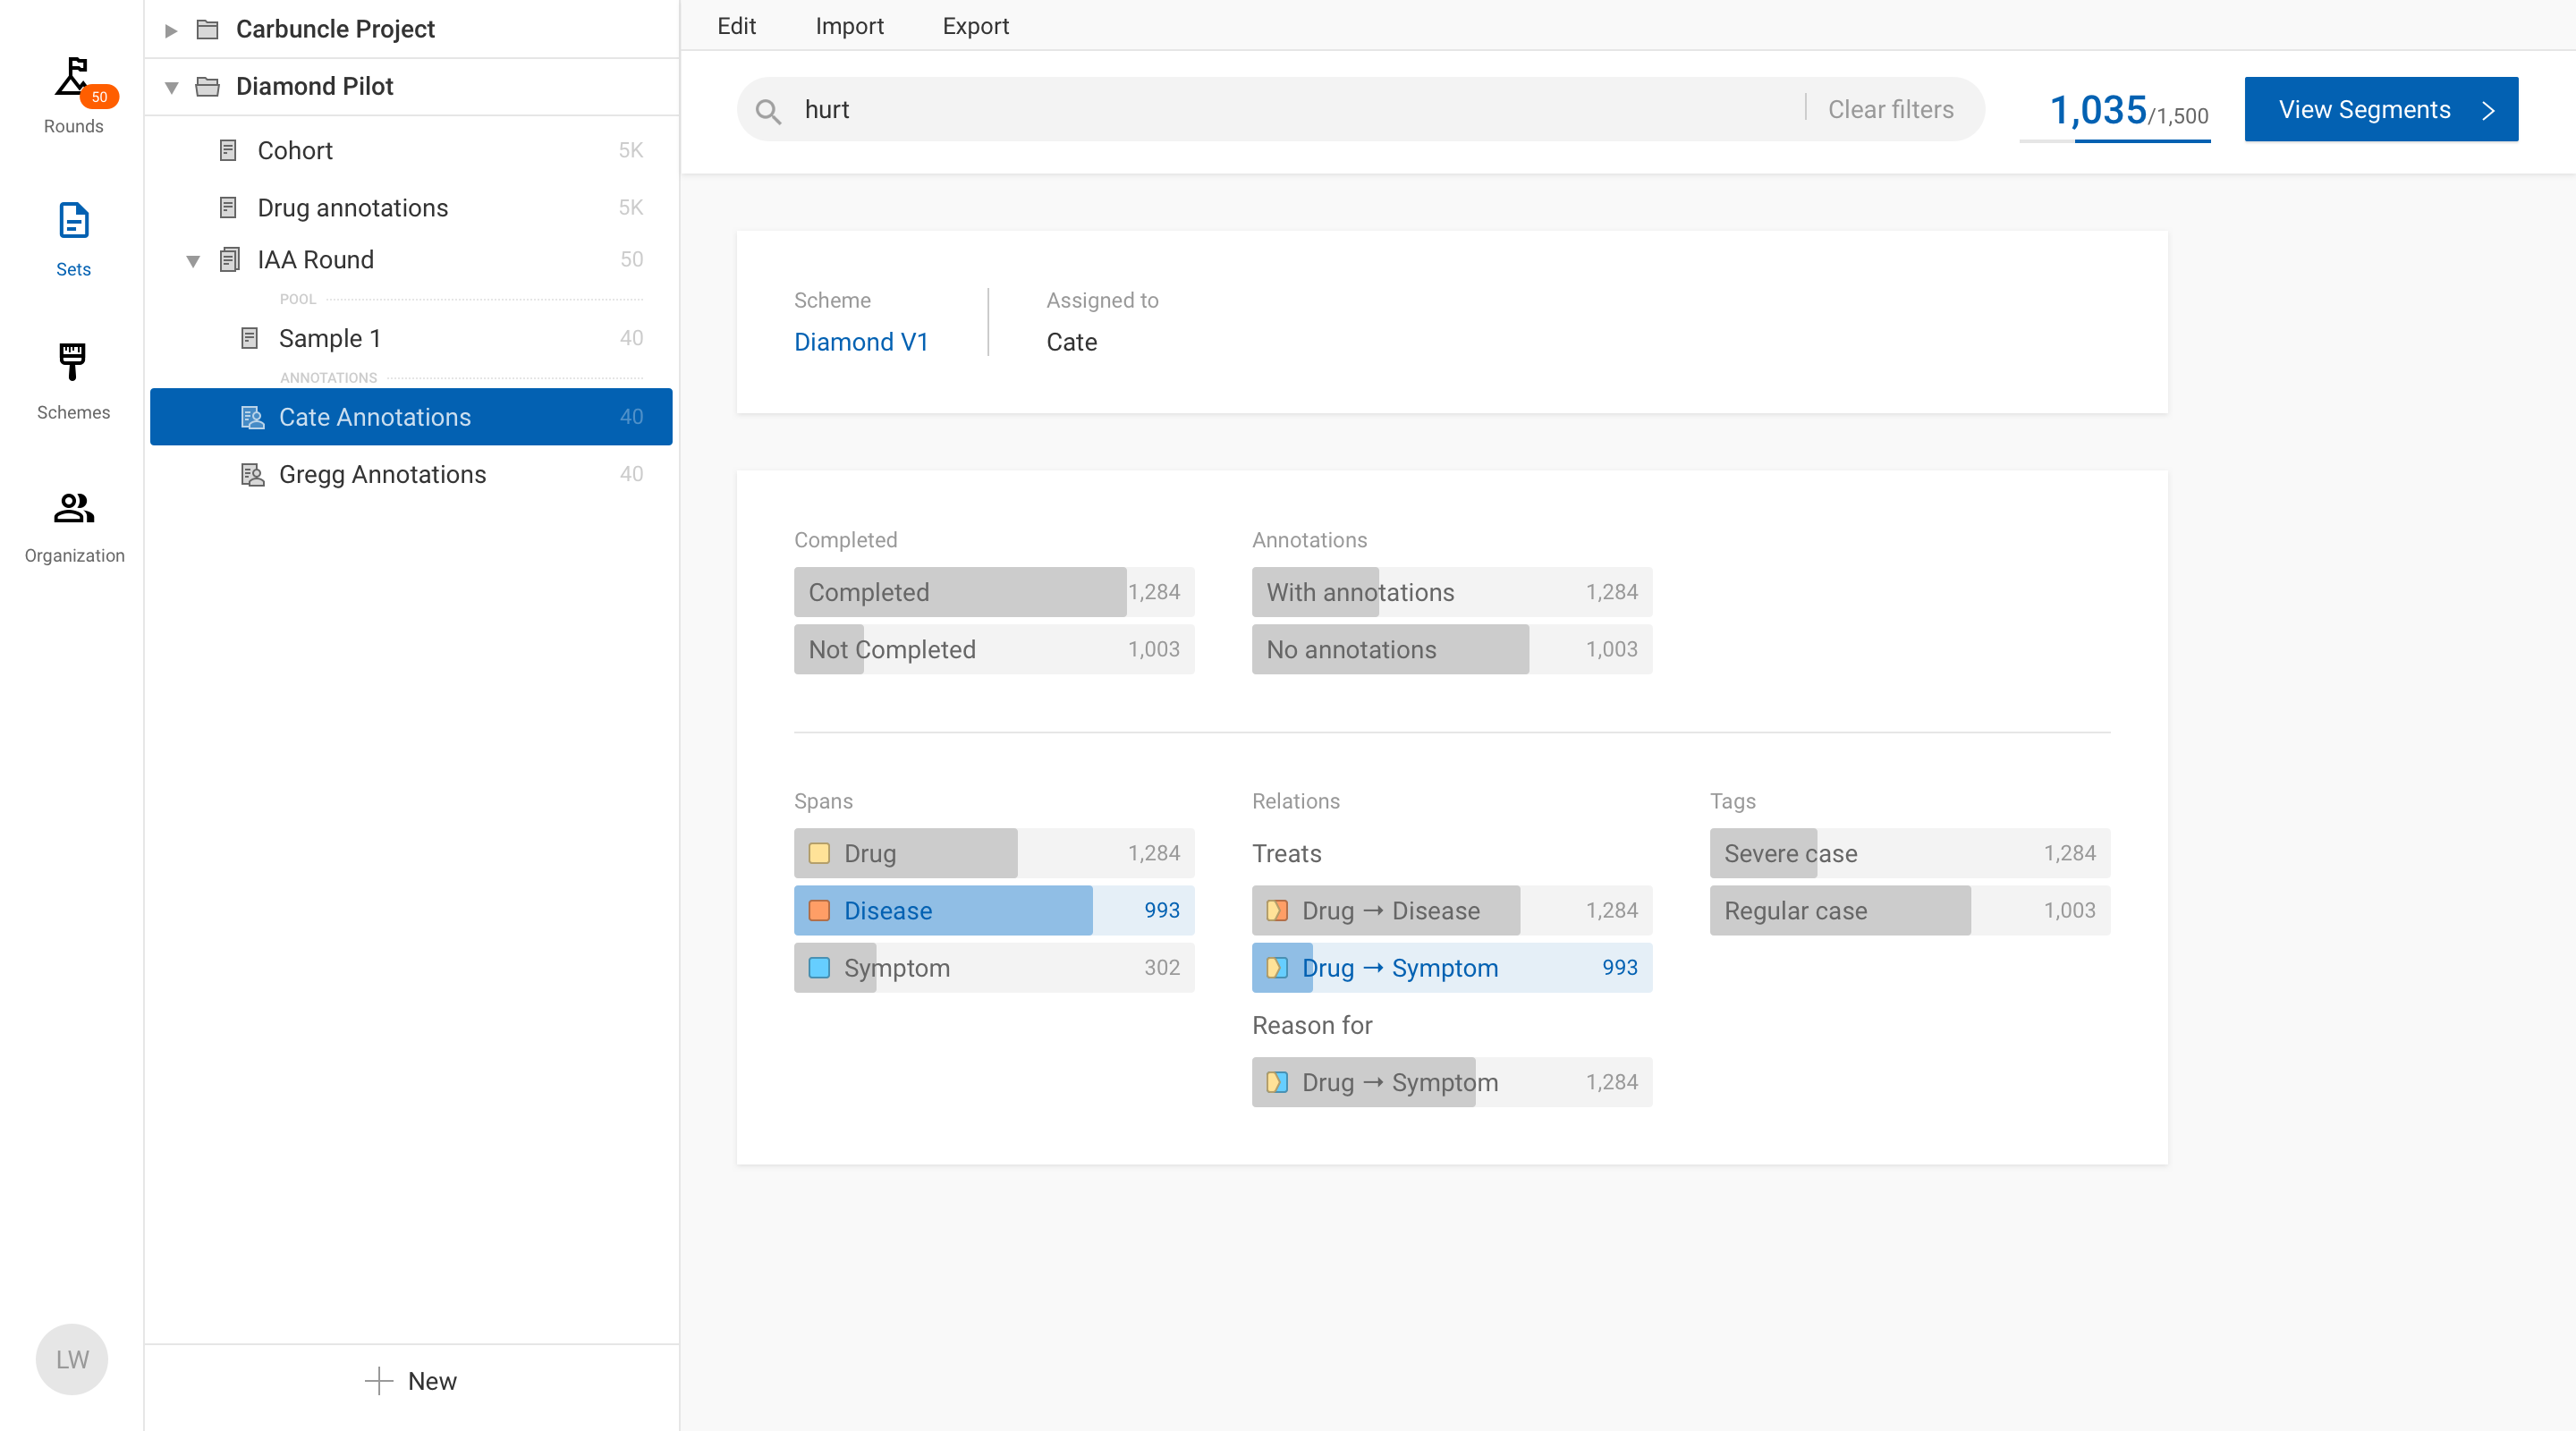 50
Rounds
Sets
Schemes
Organization
LW
Carbuncle Project
Diamond Pilot
Cohort 5K
Drug annotations 5K
IAA Round 50
POOL
Sample 1 40
ANNOTATIONS
Cate Annotations 40
Gregg Annotations 40
New
Edit Import Export
hurt Clear filters 1,035/1,500 View Segments
Scheme
Diamond V1
Assigned to
Cate
Completed
Completed 1,284
Not Completed 1,003
Annotations
With annotations 1,284
No annotations 1,003
Spans
Drug 1,284
Disease 993
Symptom 302
Relations
Treats
Drug → Disease 1,284
Drug → Symptom 993
Reason for
Drug → Symptom 1,284
Tags
Severe case 1,284
Regular case 1,003